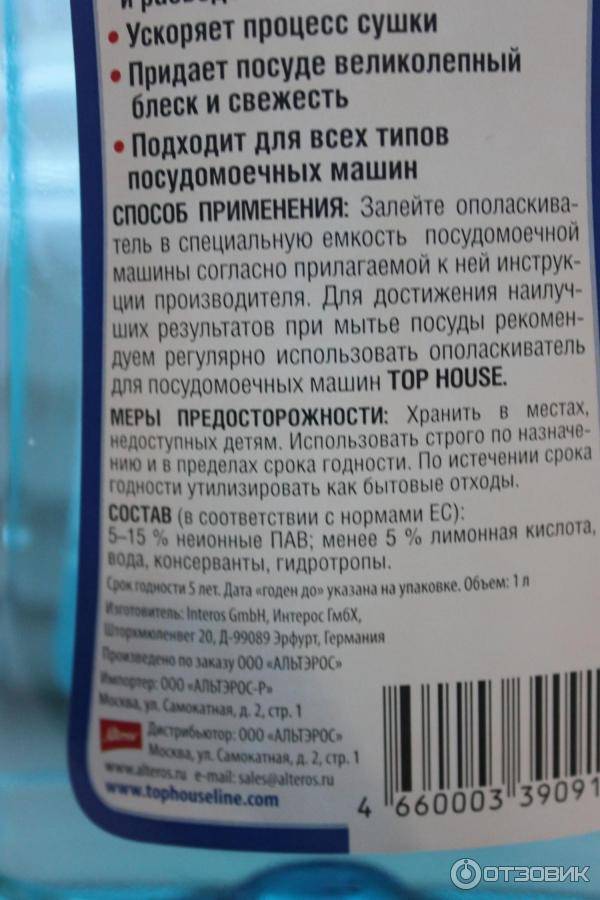 и развод
• Ускоряет процесс сушки
• Придает посуде великолепный
блеск и свежесть
• Подходит для всех типов
посудомоечных машин
СПОСОБ ПРИМЕНЕНИЯ: Залейте ополаскива-
тель в специальную емкость посудомоечной
машины согласно прилагаемой к ней инструк-
ции производителя. Для достижения наилуч-
ших результатов при мытье посуды рекомен-
дуем регулярно использовать ополаскиватель
для посудомоечных машин TOP HOUSE.
МЕРЫ ПРЕДОСТОРОЖНОСТИ: Хранить в местах,
недоступных детям. Использовать строго по назначе-
нию и в пределах срока годности. По истечении срока
годности утилизировать как бытовые отходы.
СОСТАВ (в соответствии с нормами ЕС):
5–15 % неионные ПАВ; менее 5 % лимонная кислота,
вода, консерванты, гидротропы.
Срок годности 5 лет. Дата «годен до» указана на упаковке. Объем: 1 л
Изготовитель: Interos GmbH, Интерос ГмбХ,
Шторкмюленвег 20, Д-99089 Эрфурт, Германия
Произведено по заказу ООО «АЛЬТЭРОС»
Импортер: ООО «АЛЬТЭРОС-Р»
Москва, ул. Самокатная, д. 2, стр. 1
Дистрибьютор: ООО «АЛЬТЭРОС»
Москва, ул. Самокатная, д. 2, стр. 1
www.alteros.ru e-mail: sales@alteros.ru
www.tophouseline.com
4 660003 39091
ОТЗОВИК